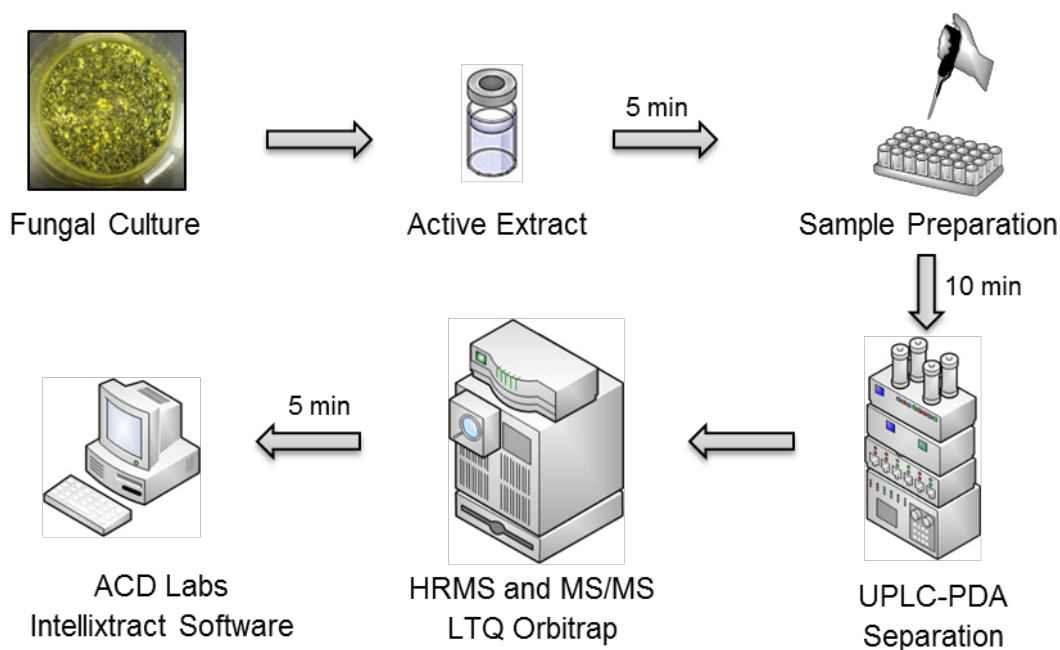 5 min
Fungal Culture
Active Extract
Sample Preparation
10 min
5 min
ACD Labs
Intellixtract Software
HRMS and MS/MS
LTQ Orbitrap
UPLC-PDA
Separation